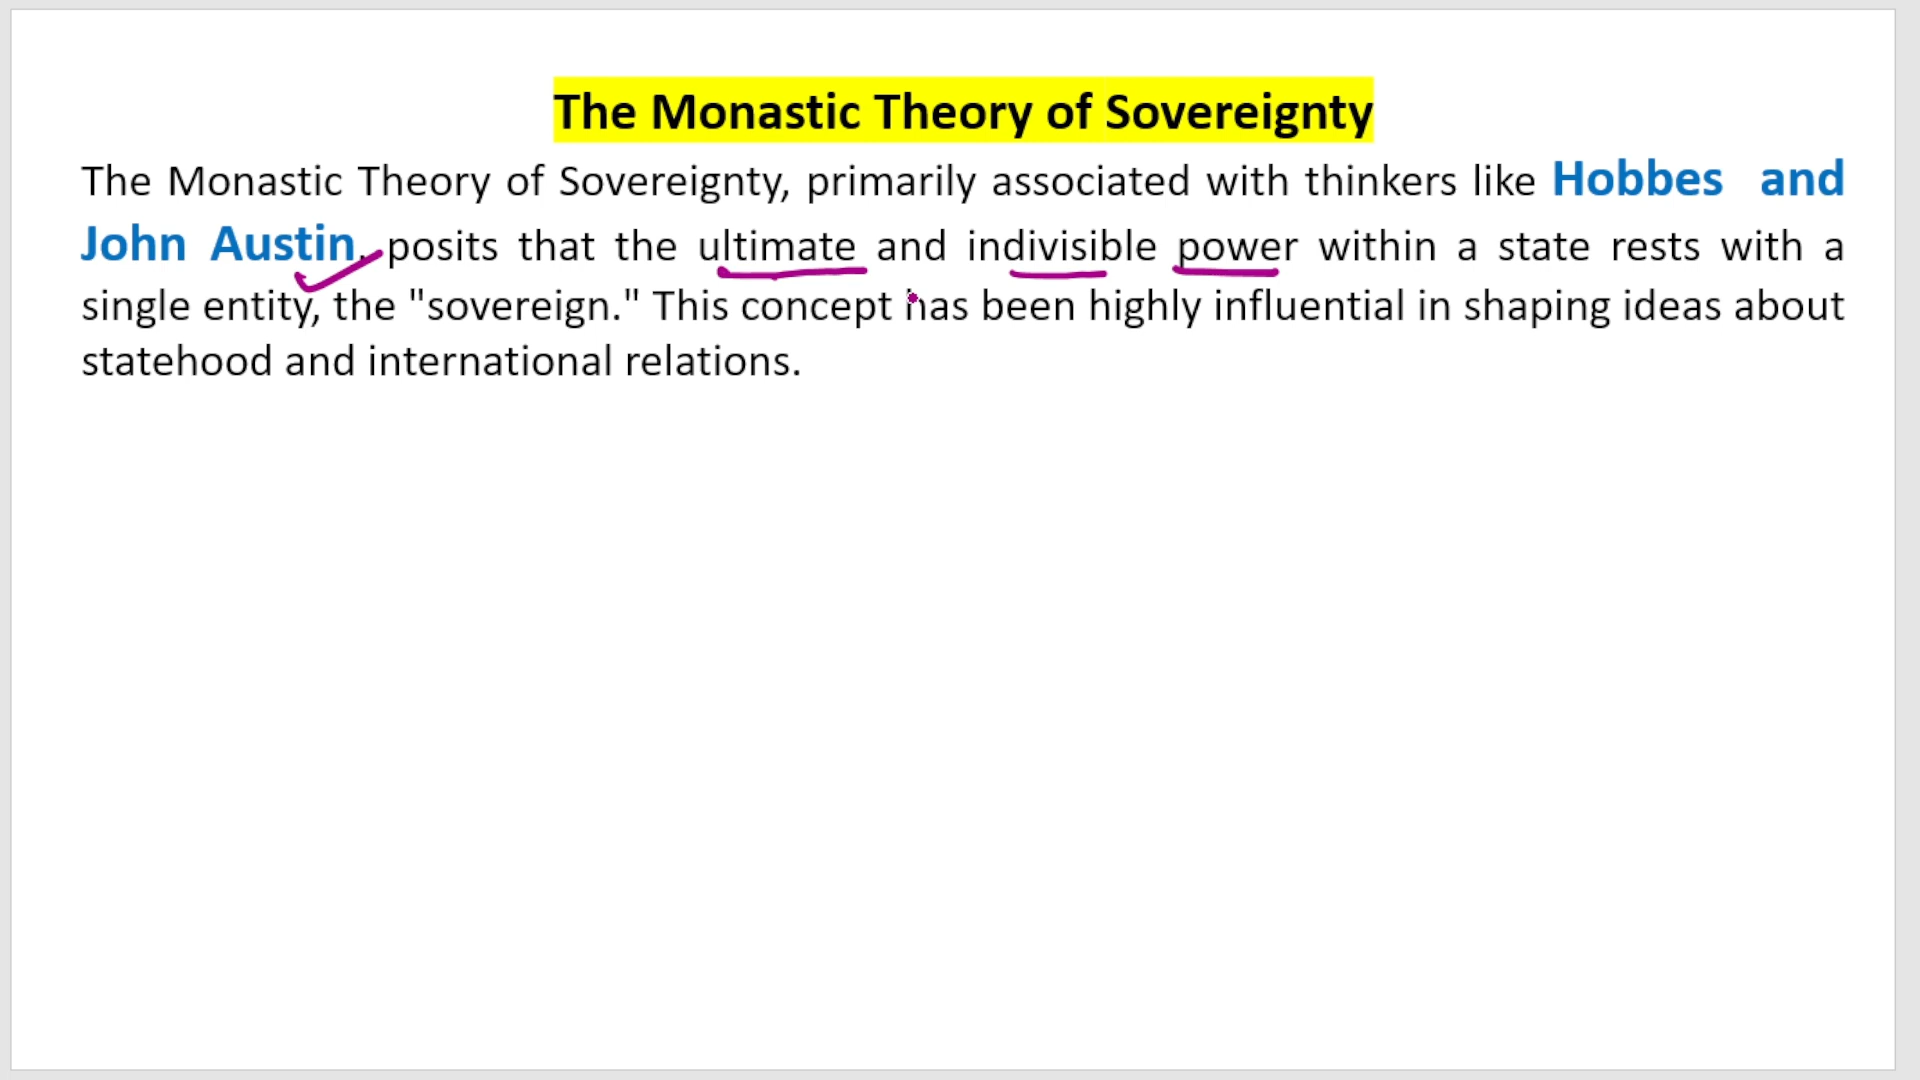 The Monastic Theory of Sovereignty
The Monastic Theory of Sovereignty, primarily associated with thinkers like Hobbes and
John Austin, posits that the ultimate and indivisible power within a state rests with a
single entity, the "sovereign." This concept has been highly influential in shaping ideas about
statehood and international relations.